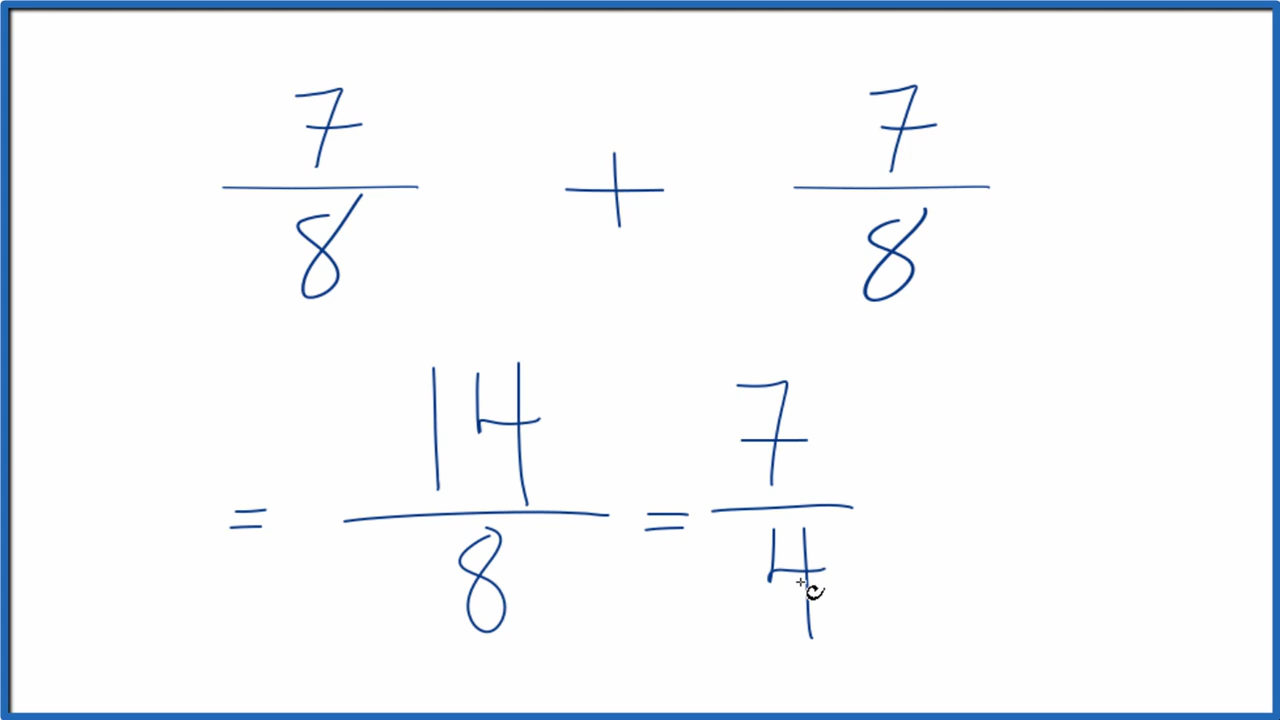 7/8 + 7/8
= 14/8 = 7/4